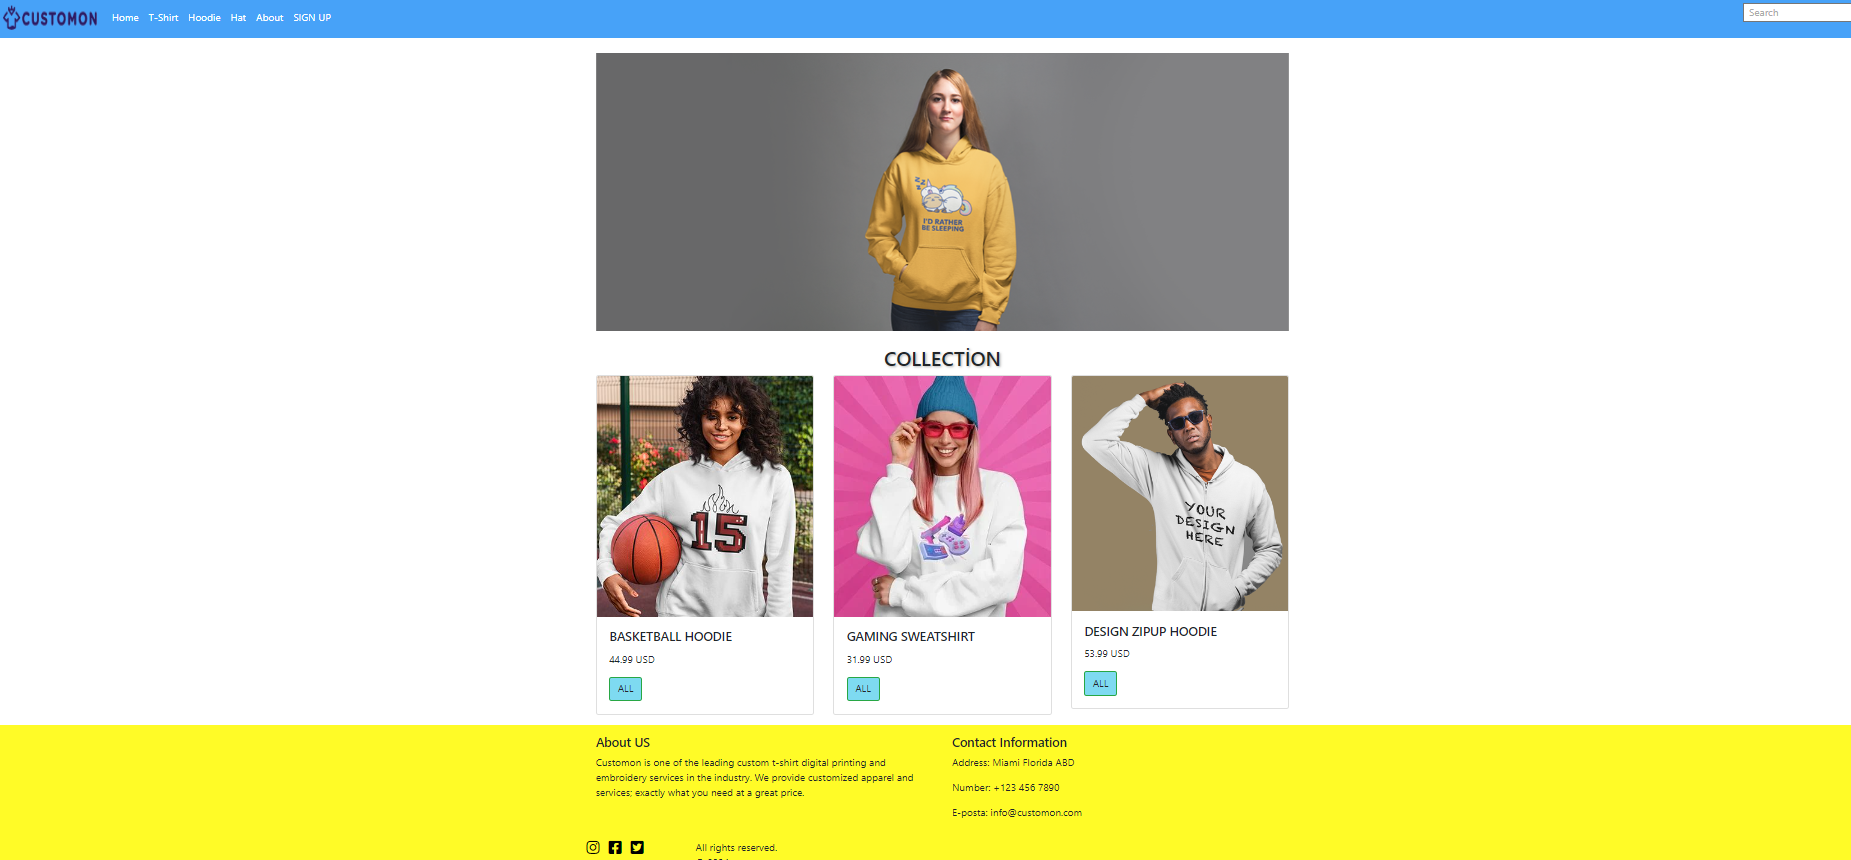 CUSTOMON
Home T-Shirt Hoodie Hat About SIGN UP
Search
I'D RATHER
BE SLEEPING
COLLECTİON
15
YOUR
DESIGN
HERE
BASKETBALL HOODIE
44.99 USD
ALL
GAMING SWEATSHIRT
31.99 USD
ALL
DESIGN ZIPUP HOODIE
53.99 USD
ALL
About US
Customon is one of the leading custom t-shirt digital printing and
embroidery services in the industry. We provide customized apparel and
services; exactly what you need at a great price.
Contact Information
Address: Miami Florida ABD
Number: +123 456 7890
E-posta: info@customon.com
All rights reserved.